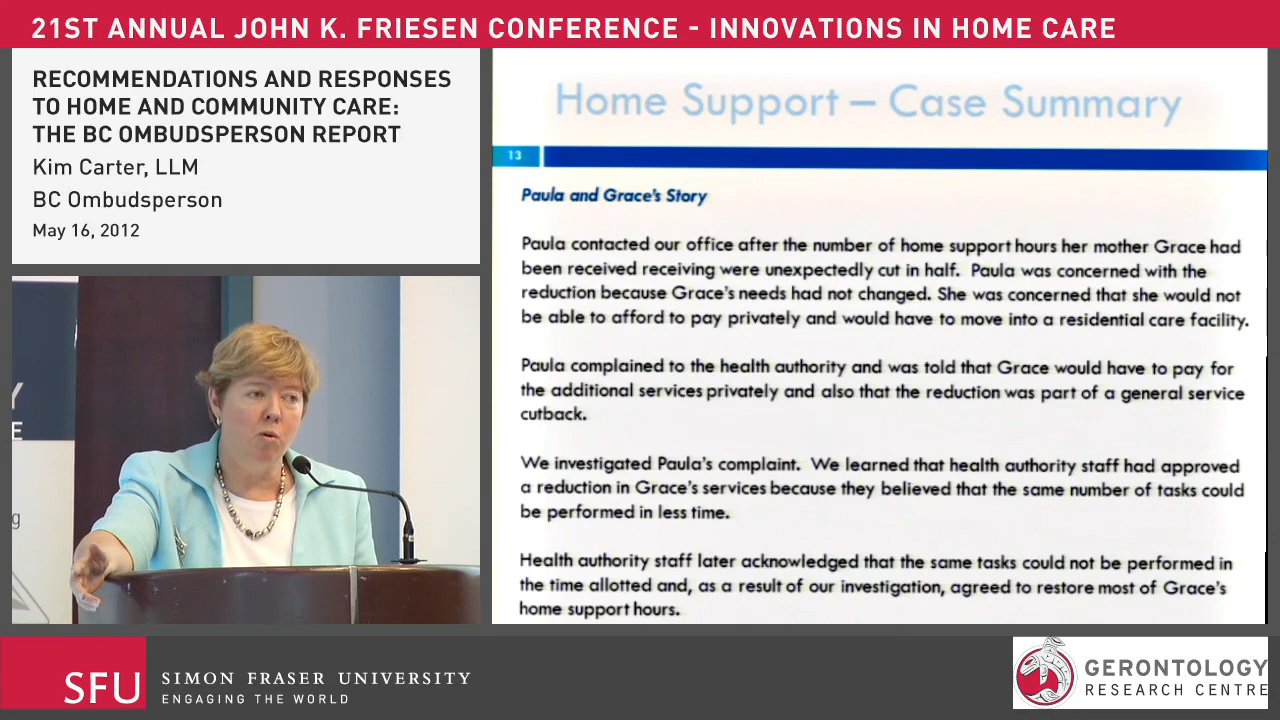 21ST ANNUAL JOHN K. FRIESEN CONFERENCE - INNOVATIONS IN HOME CARE
RECOMMENDATIONS AND RESPONSES
TO HOME AND COMMUNITY CARE:
THE BC OMBUDSPERSON REPORT
Kim Carter, LLM
BC Ombudsperson
May 16, 2012
Home Support – Case Summary
13
Paula and Grace's Story
Paula contacted our office after the number of home support hours her mother Grace had
been received receiving were unexpectedly cut in half. Paula was concerned with the
reduction because Grace's needs had not changed. She was concerned that she would not
be able to afford to pay privately and would have to move into a residential care facility.
Paula complained to the health authority and was told that Grace would have to pay for
the additional services privately and also that the reduction was part of a general service
cutback.
We investigated Paula's complaint. We learned that health authority staff had approved
a reduction in Grace's services because they believed that the same number of tasks could
be performed in less time.
Health authority staff later acknowledged that the same tasks could not be performed in
the time allotted and, as a result of our investigation, agreed to restore most of Grace's
home support hours.
Y
E
g
SFU
SIMON FRASER UNIVERSITY
ENGAGING THE WORLD
GERONTOLOGY
RESEARCH CENTRE